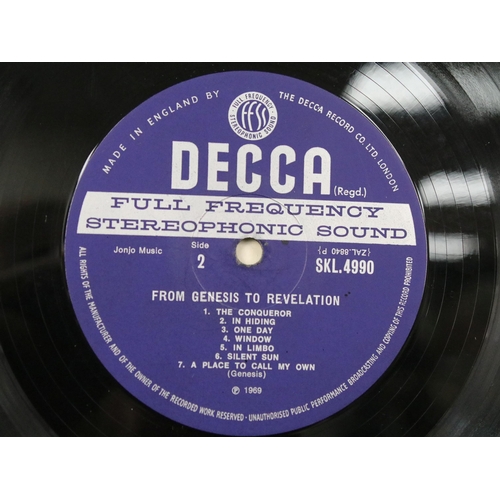 MADE IN ENGLAND BY
FULL FREQUENCY
FFSS
STEREOPHONIC SOUND
THE DECCA RECORD CO. LTD. LONDON
DECCA (Regd.)
FULL FREQUENCY
STEREOPHONIC SOUND
Jonjo Music
Side
2
(ZAL.8840 P)
SKL.4990
FROM GENESIS TO REVELATION
1. THE CONQUEROR
2. IN HIDING
3. ONE DAY
4. WINDOW
5. IN LIMBO
6. SILENT SUN
7. A PLACE TO CALL MY OWN
(Genesis)
℗ 1969
ALL RIGHTS OF THE MANUFACTURER AND OF THE OWNER OF THE RECORDED WORK RESERVED · UNAUTHORISED PUBLIC PERFORMANCE BROADCASTING AND COPYING OF THIS RECORD PROHIBITED